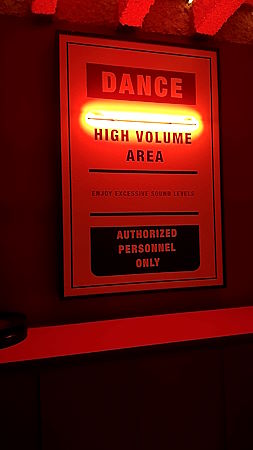 DANCE
HIGH VOLUME
AREA
ENJOY EXCESSIVE SOUND LEVELS
AUTHORIZED
PERSONNEL
ONLY